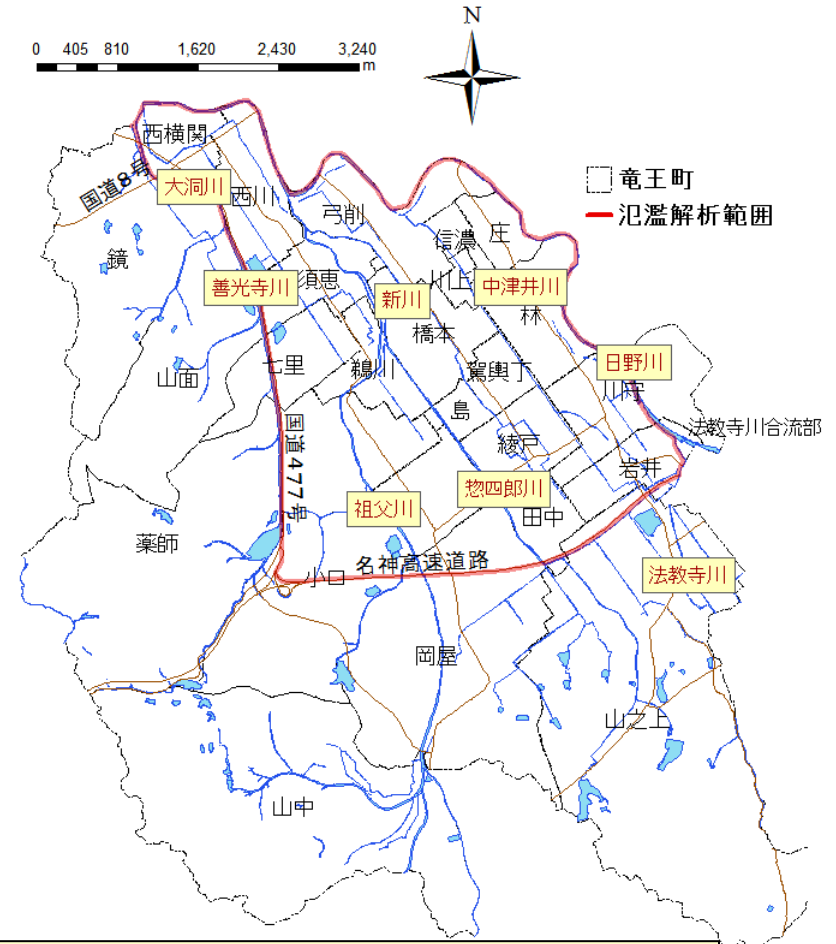 N
0 405 810 1,620 2,430 3,240
m
竜王町
氾濫解析範囲
西横関
国道8号
大洞川
西川
弓削
信濃
庄
鏡
善光寺川
須恵
新川
川上
中津井川
林
橋本
七里
鵜川
駕輿丁
日野川
川守
山面
島
法教寺川合流部
綾戸
岩井
国道477号
惣四郎川
祖父川
田中
薬師
名神高速道路
小口
法教寺川
岡屋
山之上
山中